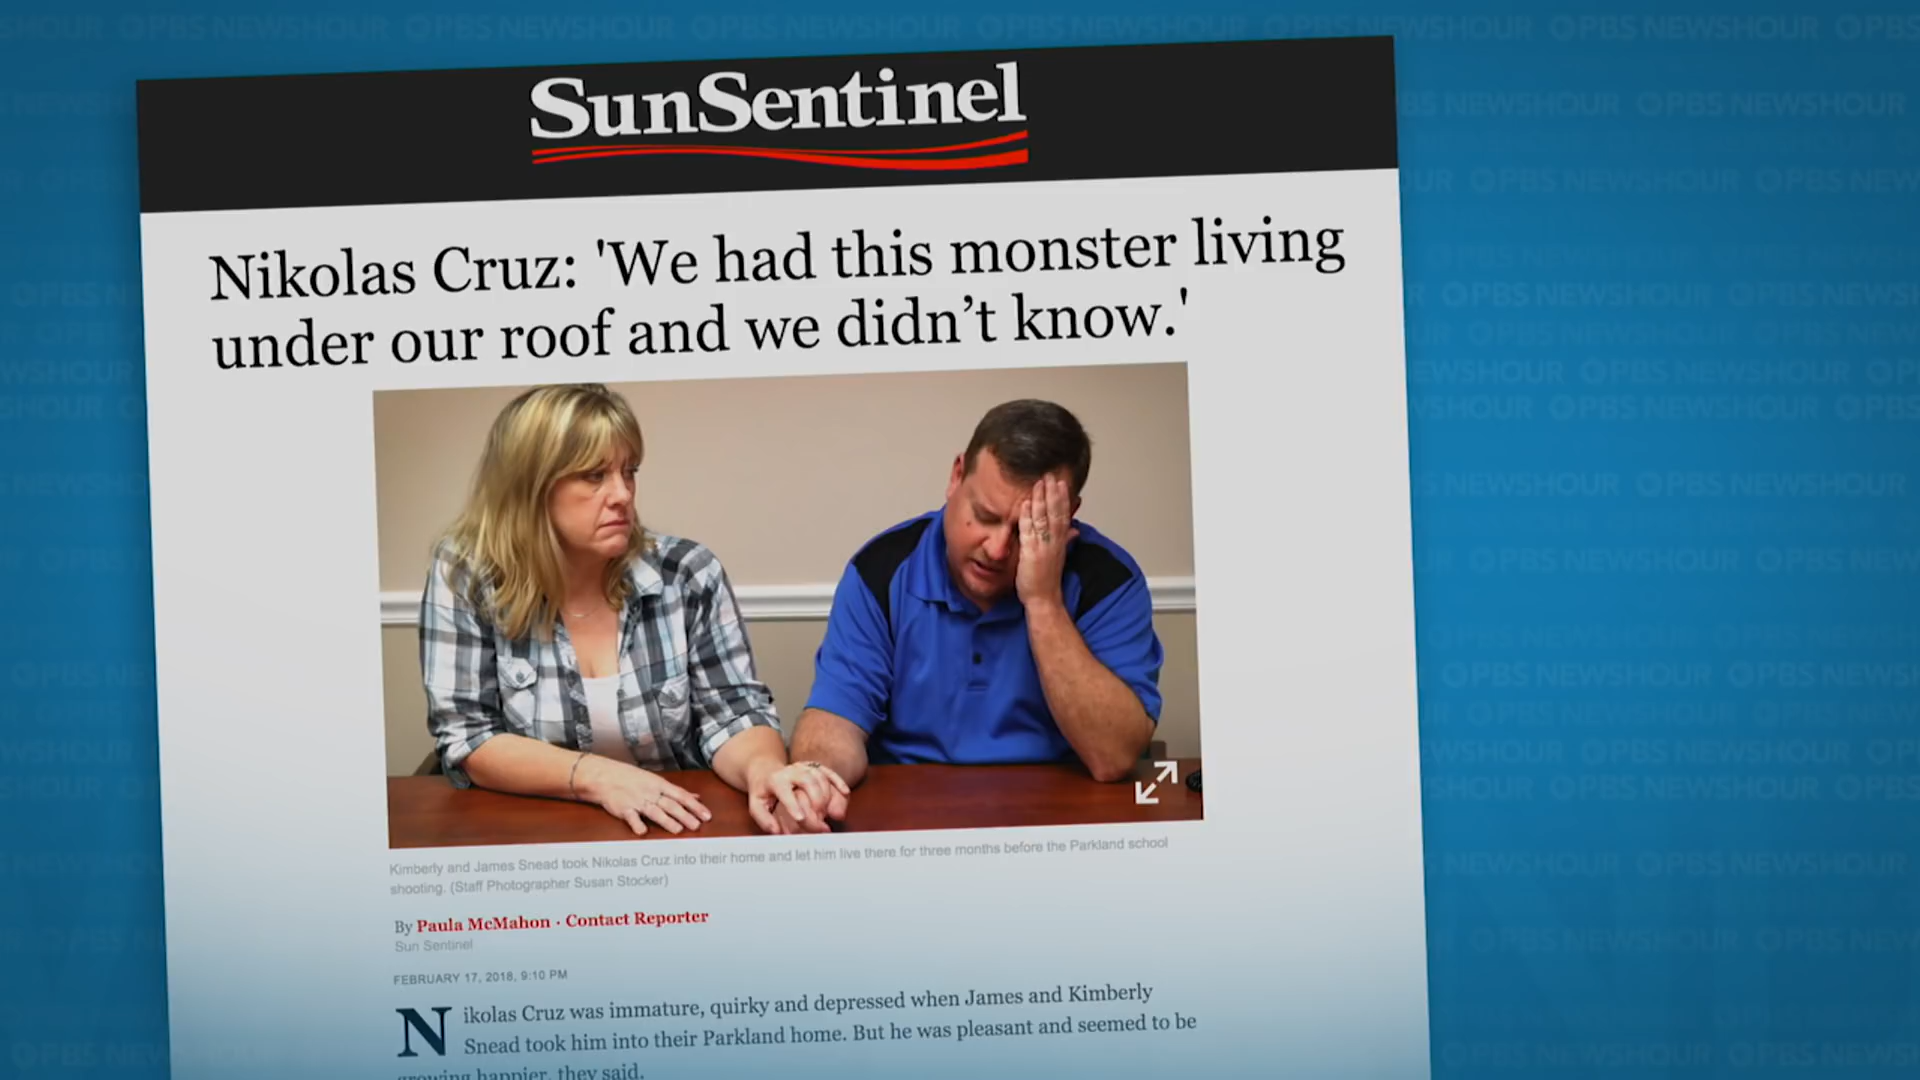 SunSentinel
Nikolas Cruz: 'We had this monster living
under our roof and we didn’t know.'
Kimberly and James Snead took Nikolas Cruz into their home and let him live there for three months before the Parkland school
shooting. (Staff Photographer Susan Stocker)
By Paula McMahon · Contact Reporter
Sun Sentinel
FEBRUARY 17, 2018, 9:10 PM
Nikolas Cruz was immature, quirky and depressed when James and Kimberly
Snead took him into their Parkland home. But he was pleasant and seemed to be
growing happier, they said.
PBS NEWSHOUR